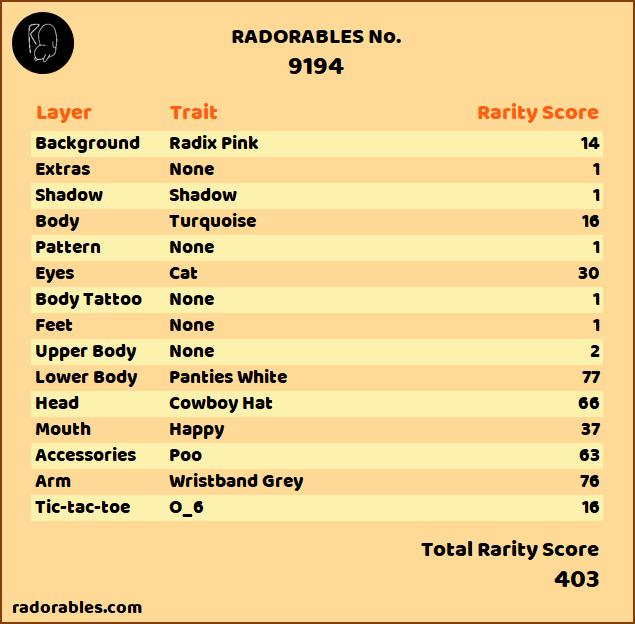 RADORABLES No.
9194
Layer Trait Rarity Score
Background Radix Pink 14
Extras None 1
Shadow Shadow 1
Body Turquoise 16
Pattern None 1
Eyes Cat 30
Body Tattoo None 1
Feet None 1
Upper Body None 2
Lower Body Panties White 77
Head Cowboy Hat 66
Mouth Happy 37
Accessories Poo 63
Arm Wristband Grey 76
Tic-tac-toe O_6 16
Total Rarity Score
403
radorables.com